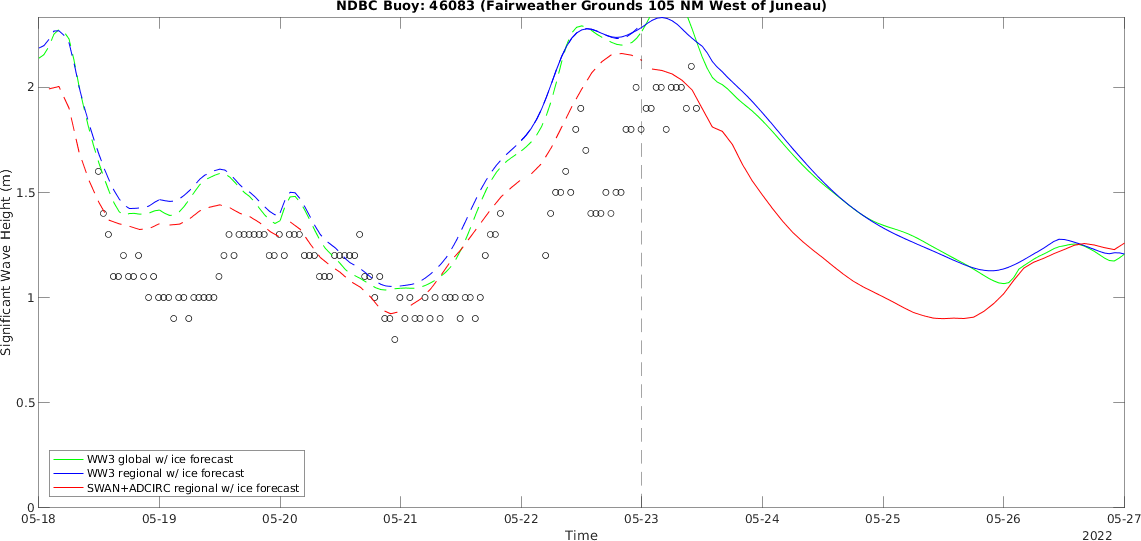 NDBC Buoy: 46083 (Fairweather Grounds 105 NM West of Juneau)
Significant Wave Height (m)
2
1.5
1
0.5
0
WW3 global w/ ice forecast
WW3 regional w/ ice forecast
SWAN+ADCIRC regional w/ ice forecast
05-18 05-19 05-20 05-21 05-22 05-23 05-24 05-25 05-26 05-27
Time
2022